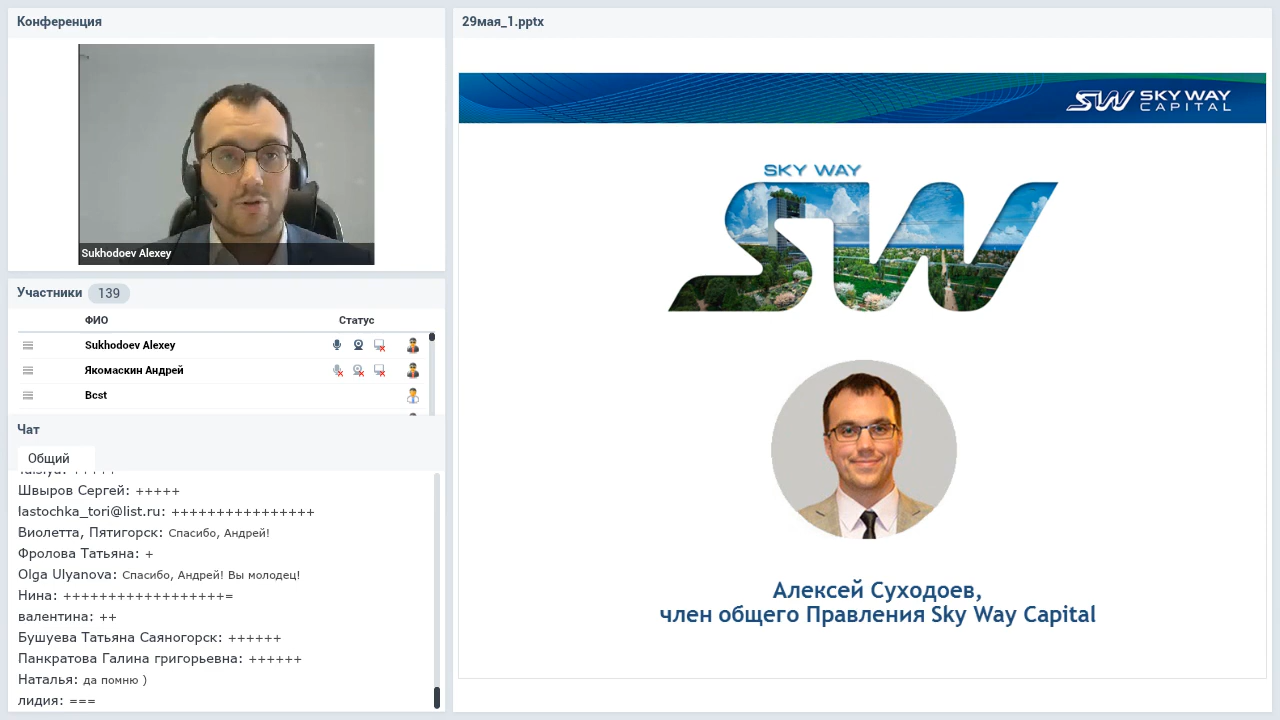 Конференция
Sukhodoev Alexey
Участники 139
ФИО Статус
Sukhodoev Alexey
Якомаскин Андрей
Bcst
Чат
Общий
Швыров Сергей: +++++
lastochka_tori@list.ru: ++++++++++++++++
Виолетта, Пятигорск: Спасибо, Андрей!
Фролова Татьяна: +
Olga Ulyanova: Спасибо, Андрей! Вы молодец!
Нина: ++++++++++++++++++=
валентина: ++
Бушуева Татьяна Саяногорск: ++++++
Панкратова Галина григорьевна: ++++++
Наталья: да помню )
лидия: ===
29мая_1.pptx
SW SKY WAY
CAPITAL
SKY WAY
SW
Алексей Суходоев,
член общего Правления Sky Way Capital